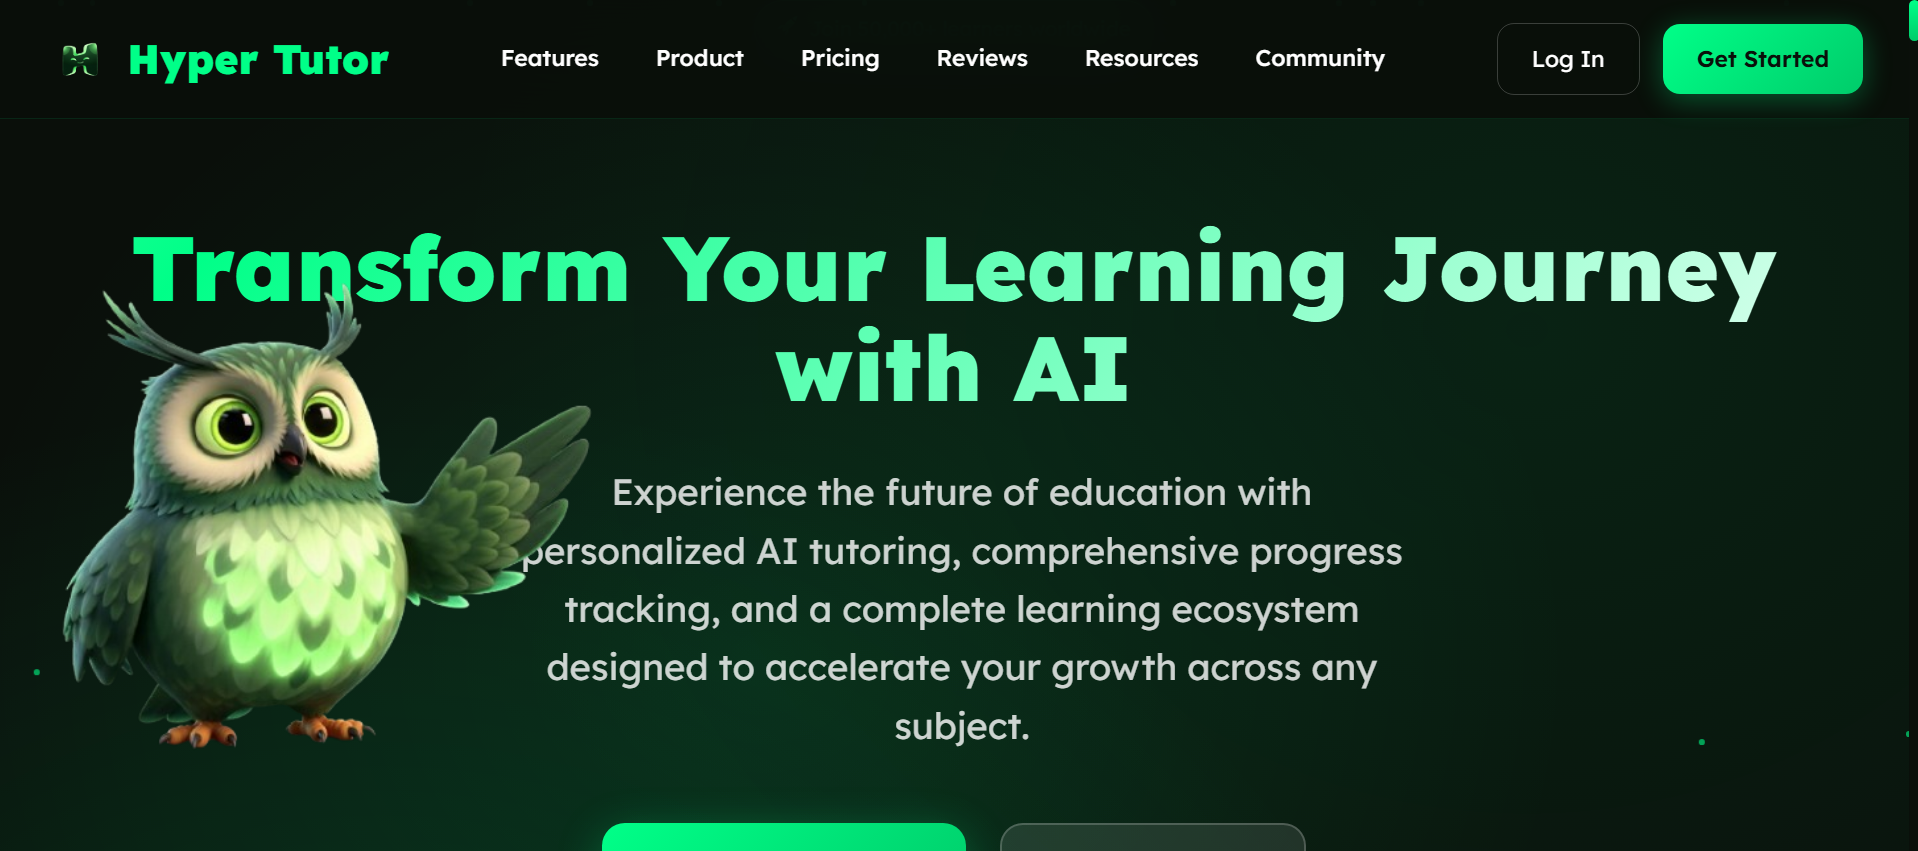 Hyper Tutor
Features
Product
Pricing
Reviews
Resources
Community
Log In
Get Started
Transform Your Learning Journey
with AI
Experience the future of education with
personalized AI tutoring, comprehensive progress
tracking, and a complete learning ecosystem
designed to accelerate your growth across any
subject.